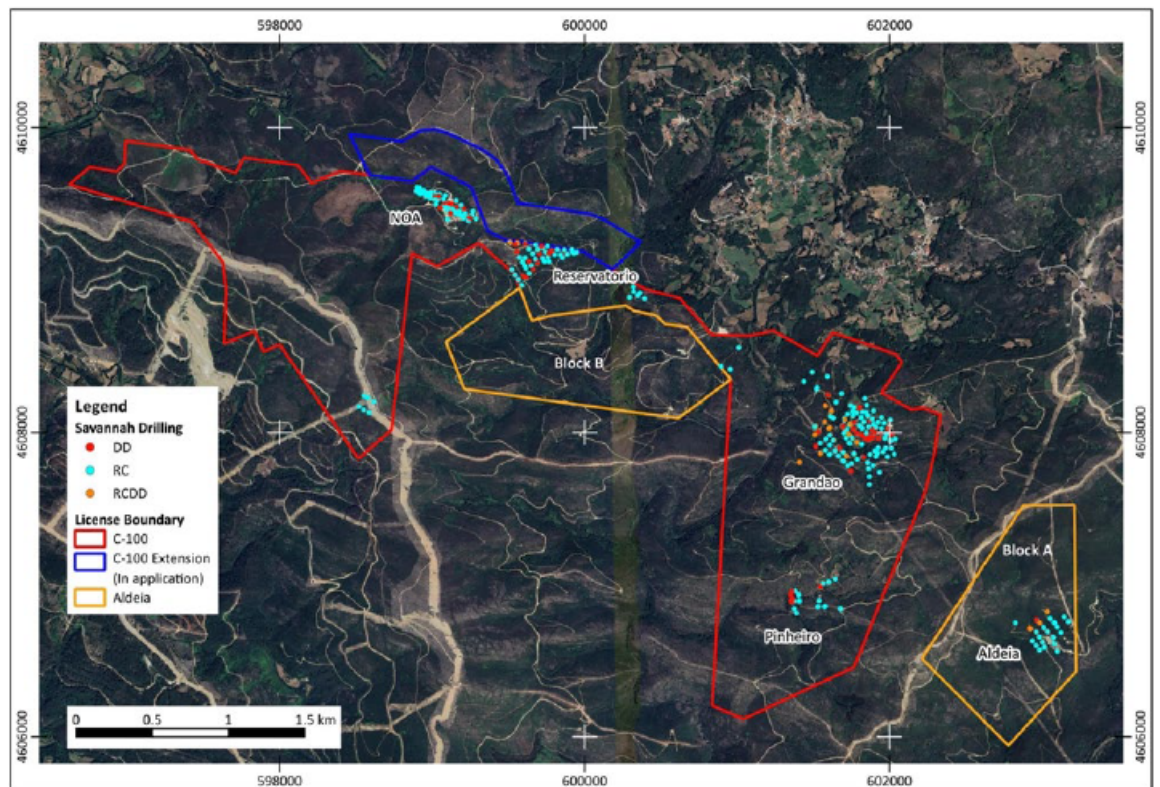 598000
600000
602000
4610000
4610000
NOA
Reservatorio
Block B
4608000
4608000
Grandao
Block A
Pinheiro
Aldeia
Legend
Savannah Drilling
DD
RC
RCDD
License Boundary
C-100
C-100 Extension
(In application)
Aldeia
0 0.5 1 1.5 km
4606000
4606000
598000
600000
602000